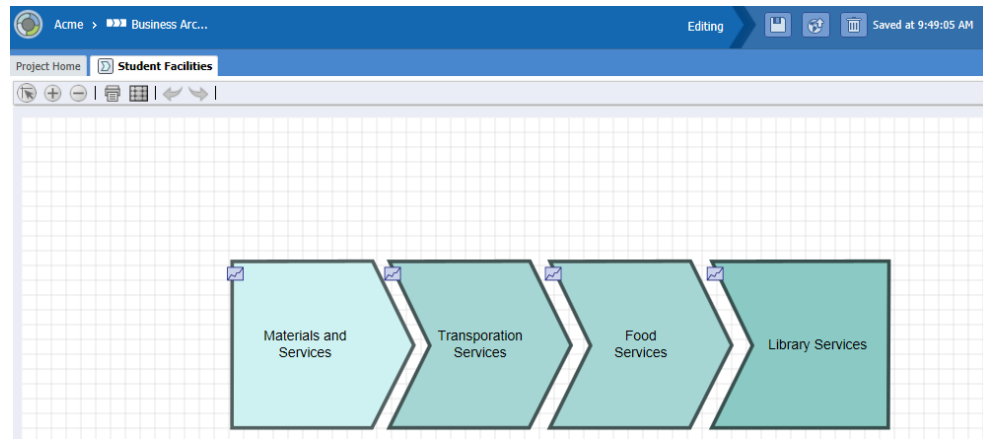 Acme > Business Arc...
Editing
Saved at 9:49:05 AM
Project Home
Student Facilities
Materials and
Services
Transporation
Services
Food
Services
Library Services